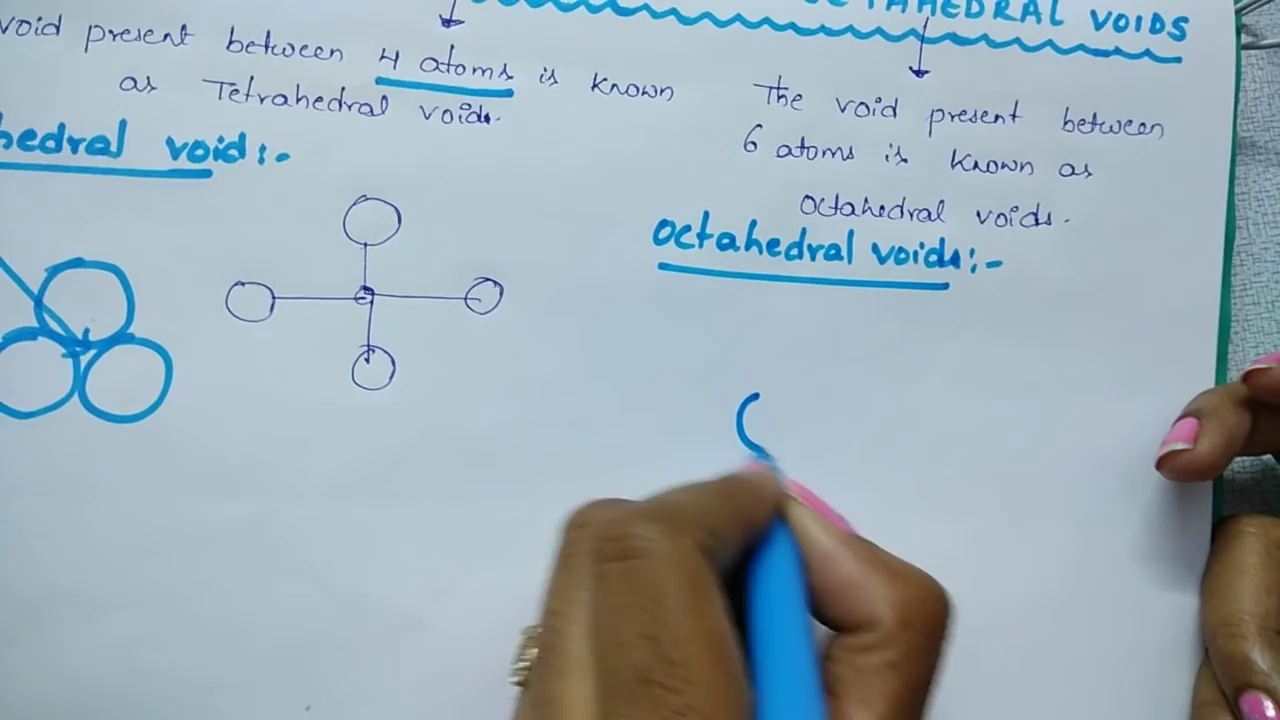 OCTAHEDRAL VOIDS
void present between 4 atoms is known
as Tetrahedral voids.
hedral void:-
The void present between
6 atoms is known as
octahedral voids.
octahedral voids:-